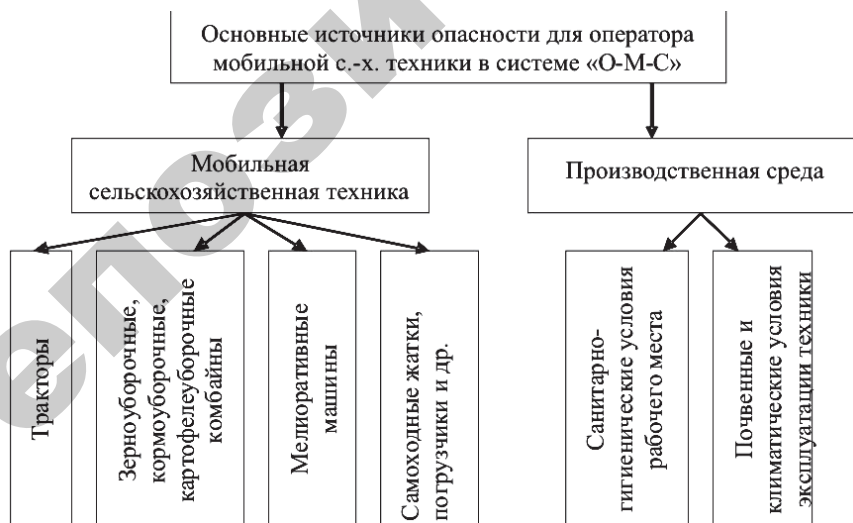 Основные источники опасности для оператора
мобильной с.-х. техники в системе «О-М-С»
Мобильная
сельскохозяйственная техника
Производственная среда
Тракторы
Зерноуборочные,
кормоуборочные,
картофелеуборочные
комбайны
Мелиоративные
машины
Самоходные жатки,
погрузчики и др.
Санитарно-
гигиенические условия
рабочего места
Почвенные и
климатические условия
эксплуатации техники
епози